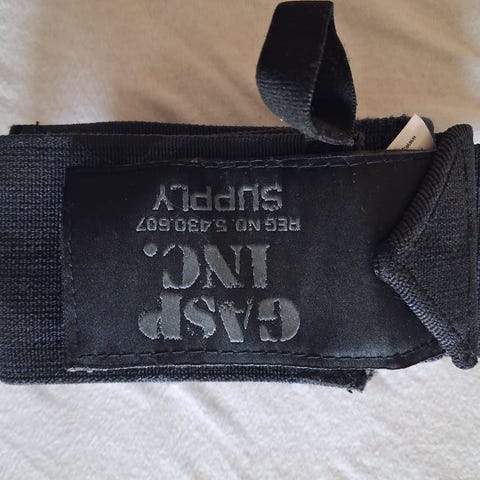 GASP
INC.
REG NO. 5.430.607
SUPPLY